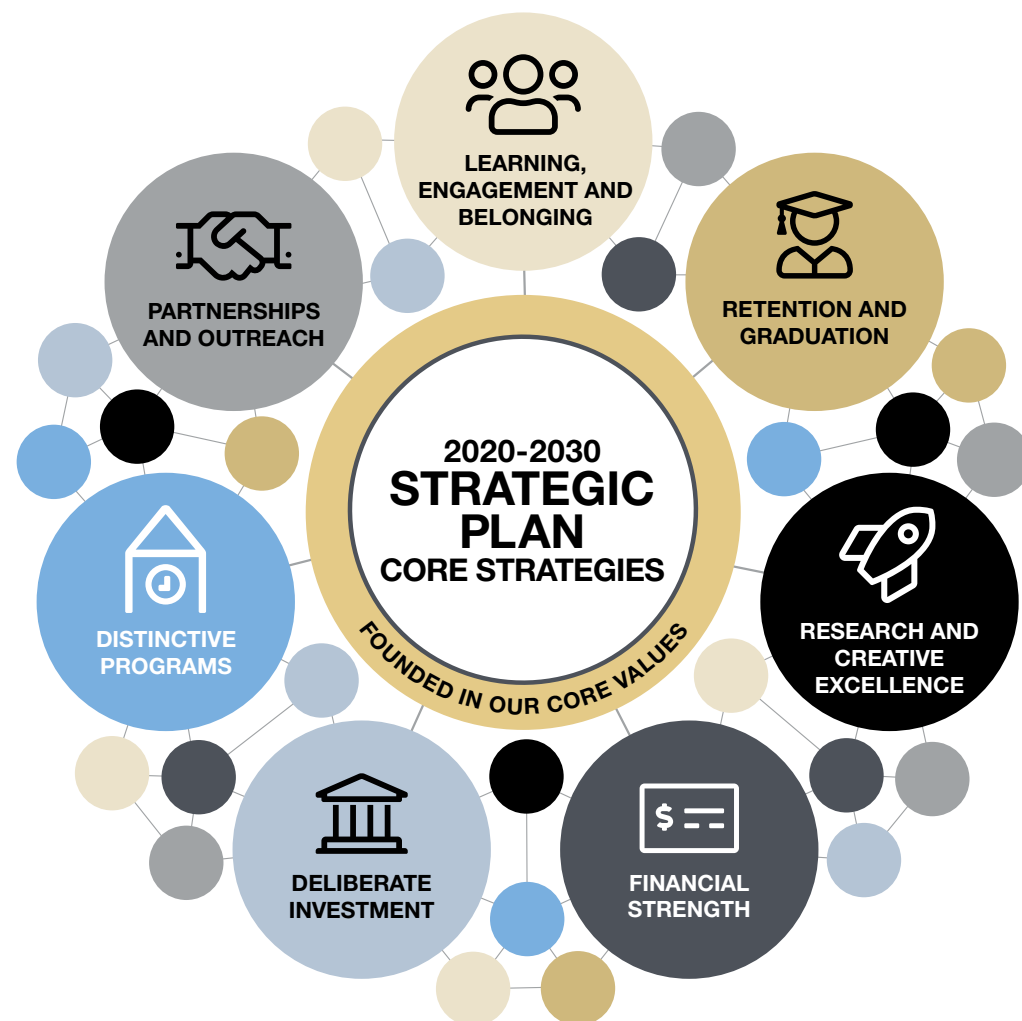 LEARNING,
ENGAGEMENT AND
BELONGING
RETENTION AND
GRADUATION
RESEARCH AND
CREATIVE
EXCELLENCE
$
FINANCIAL
STRENGTH
DELIBERATE
INVESTMENT
DISTINCTIVE
PROGRAMS
PARTNERSHIPS
AND OUTREACH
2020-2030
STRATEGIC
PLAN
CORE STRATEGIES
FOUNDED IN OUR CORE VALUES